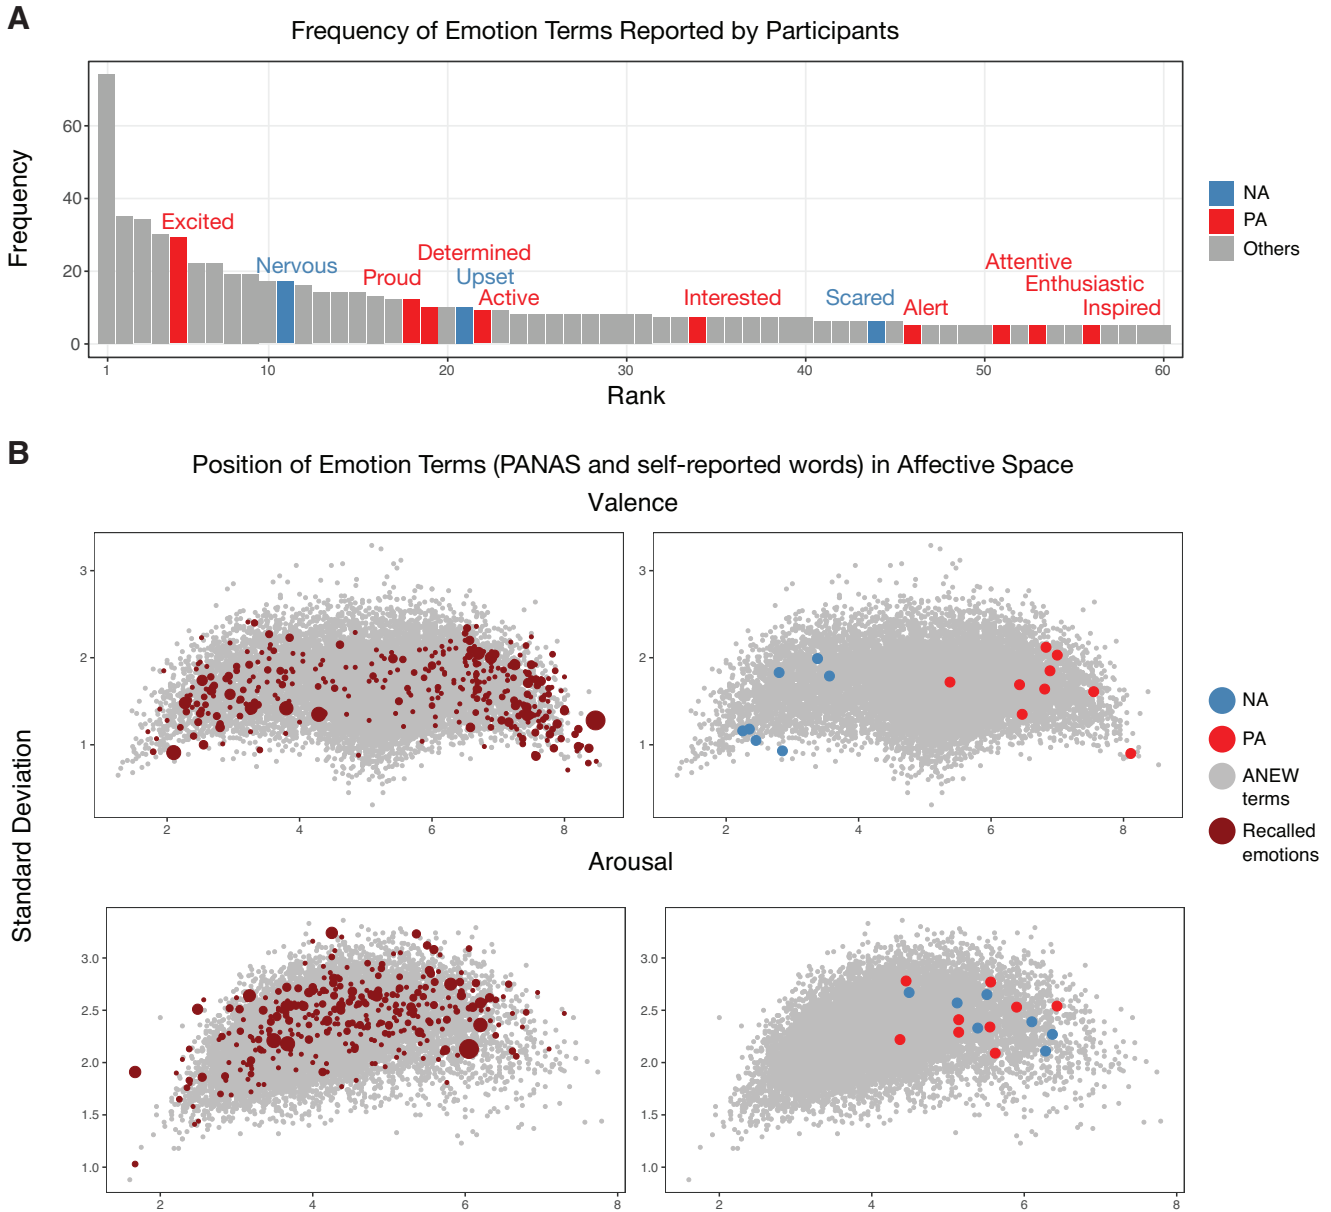 A
Frequency of Emotion Terms Reported by Participants
Frequency
60
40
20
0
Excited
Nervous
Proud
Determined
Upset
Active
Interested
Scared
Alert
Attentive
Enthusiastic
Inspired
1
10
20
30
40
50
60
Rank
NA
PA
Others
B
Position of Emotion Terms (PANAS and self-reported words) in Affective Space
Valence
Standard Deviation
3
2
1
2
4
6
8
3
2
1
2
4
6
8
NA
PA
ANEW
terms
Recalled
emotions
Arousal
3.0
2.5
2.0
1.5
1.0
2
4
6
8
3.0
2.5
2.0
1.5
1.0
2
4
6
8